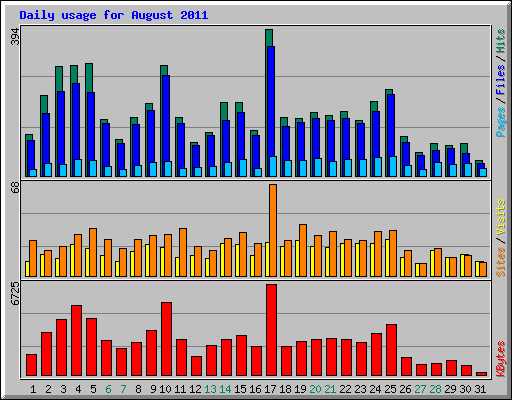 Daily usage for August 2011
394
Pages / Files / Hits
68
Sites / Visits
6725
KBytes
1 2 3 4 5 6 7 8 9 10 11 12 13 14 15 16 17 18 19 20 21 22 23 24 25 26 27 28 29 30 31